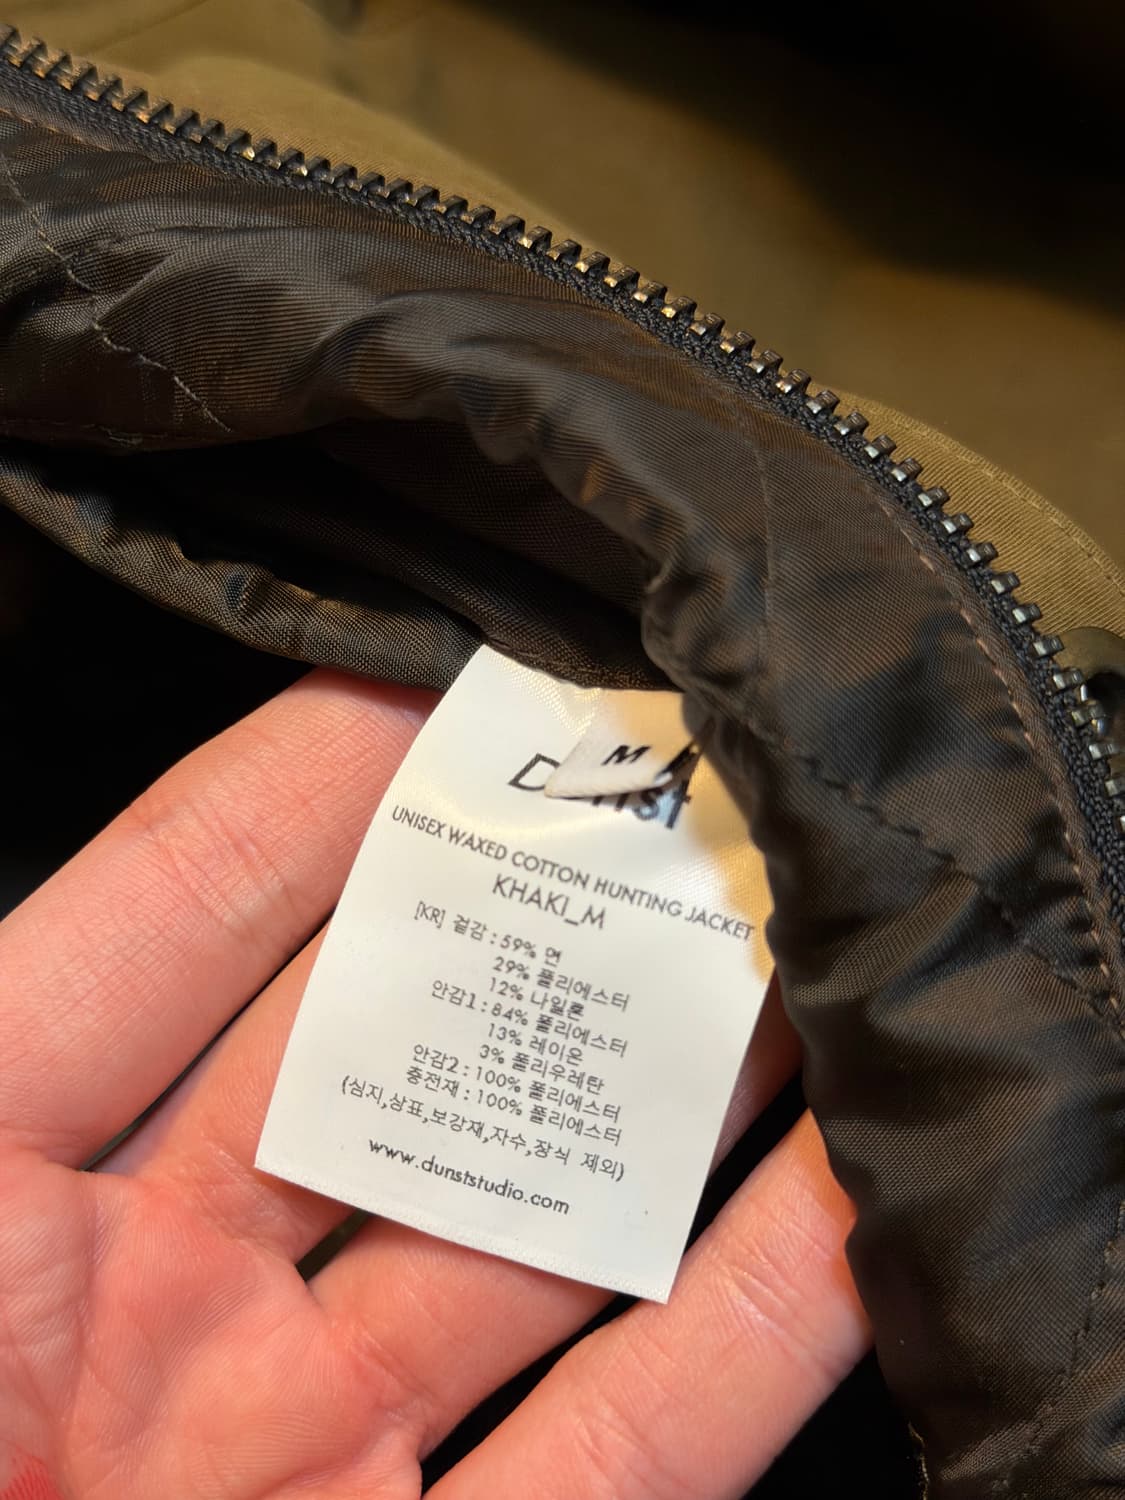 M
UNISEX WAXED COTTON HUNTING JACKET
KHAKI_M
[KR] 겉감 : 59% 면
29% 폴리에스터
12% 나일론
안감1 : 84% 폴리에스터
13% 레이온
3% 폴리우레탄
안감2 : 100% 폴리에스터
충전재 : 100% 폴리에스터
(심지,상표,보강재,자수,장식 제외)
www.dunststudio.com